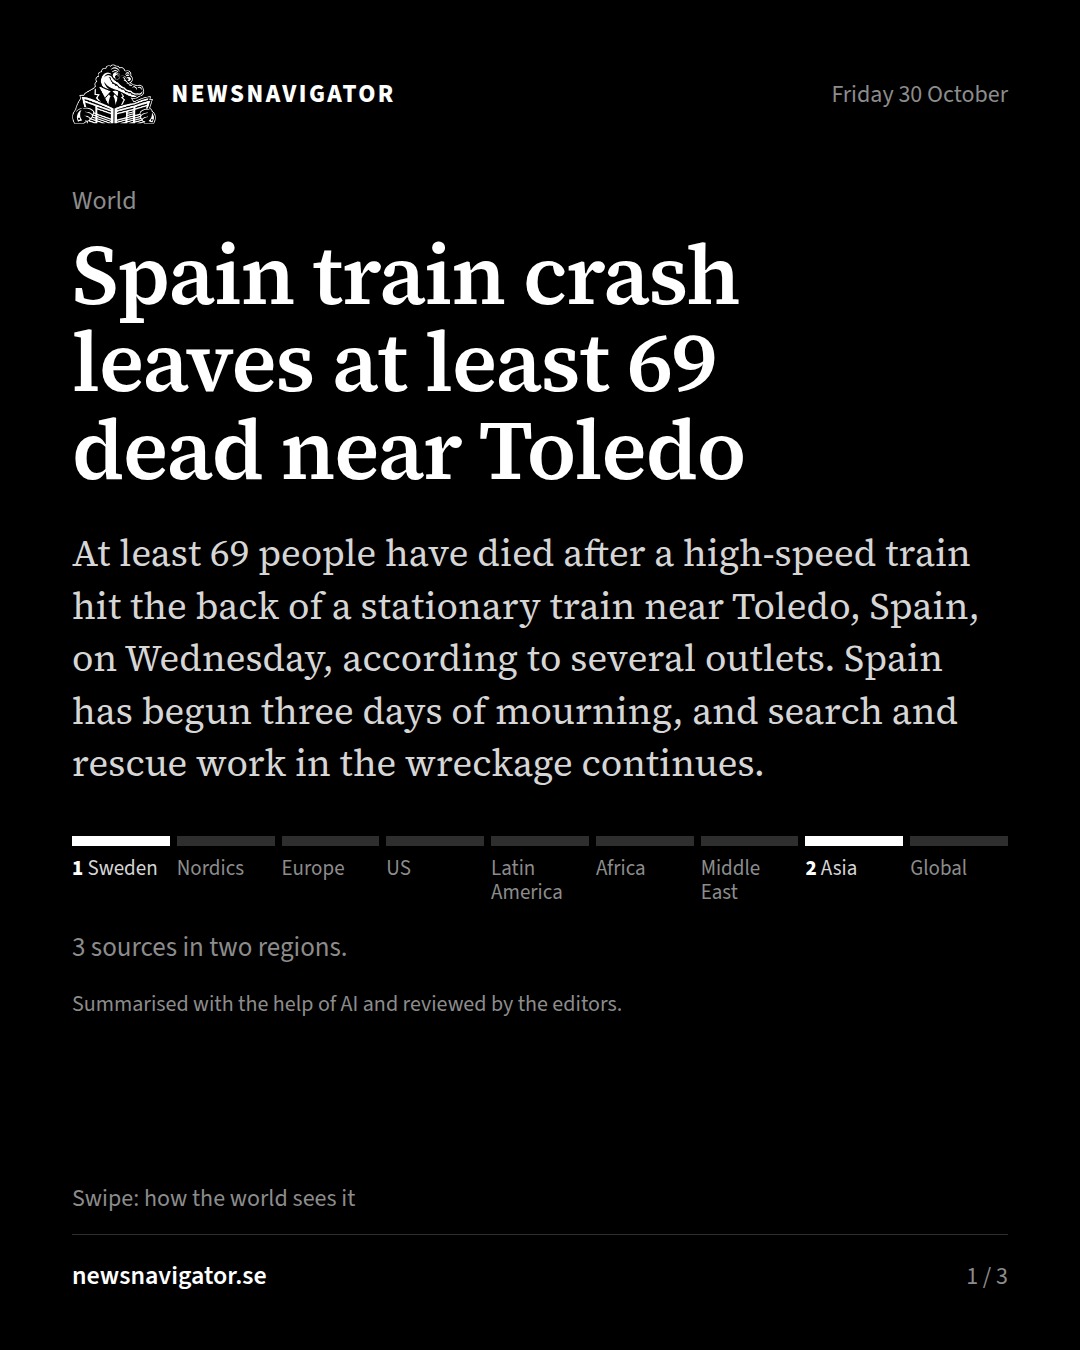 NEWSNAVIGATOR
Friday 30 October
World
Spain train crash
leaves at least 69
dead near Toledo
At least 69 people have died after a high-speed train
hit the back of a stationary train near Toledo, Spain,
on Wednesday, according to several outlets. Spain
has begun three days of mourning, and search and
rescue work in the wreckage continues.
1 Sweden
Nordics
Europe
US
Latin
America
Africa
Middle
East
2 Asia
Global
3 sources in two regions.
Summarised with the help of AI and reviewed by the editors.
Swipe: how the world sees it
newsnavigator.se
1 / 3